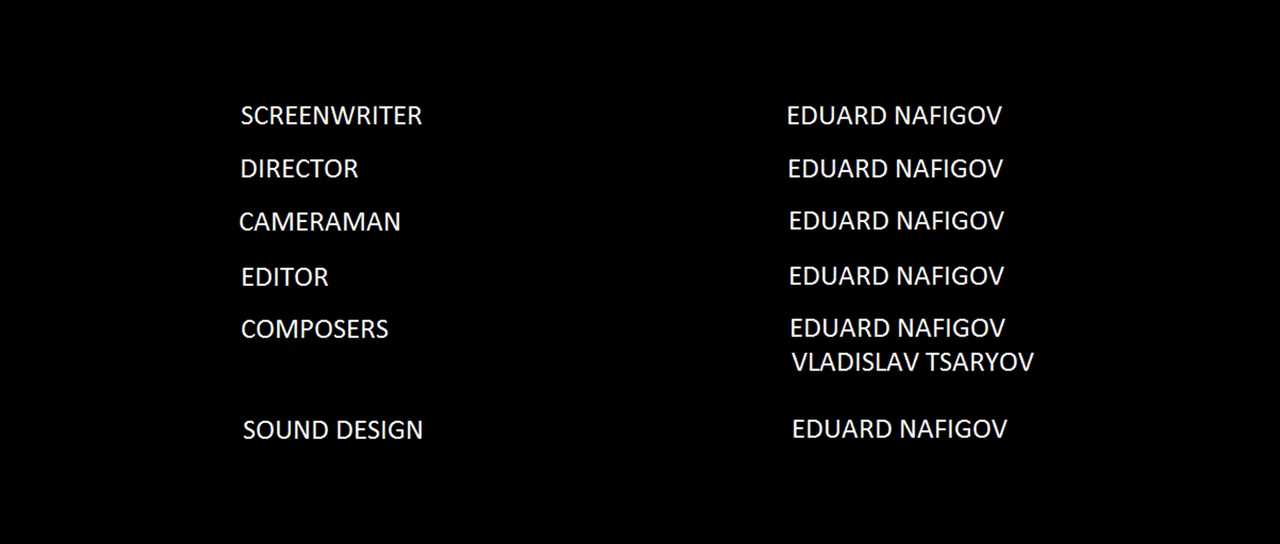 SCREENWRITER EDUARD NAFIGOV
DIRECTOR EDUARD NAFIGOV
CAMERAMAN EDUARD NAFIGOV
EDITOR EDUARD NAFIGOV
COMPOSERS EDUARD NAFIGOV
VLADISLAV TSARYOV
SOUND DESIGN EDUARD NAFIGOV